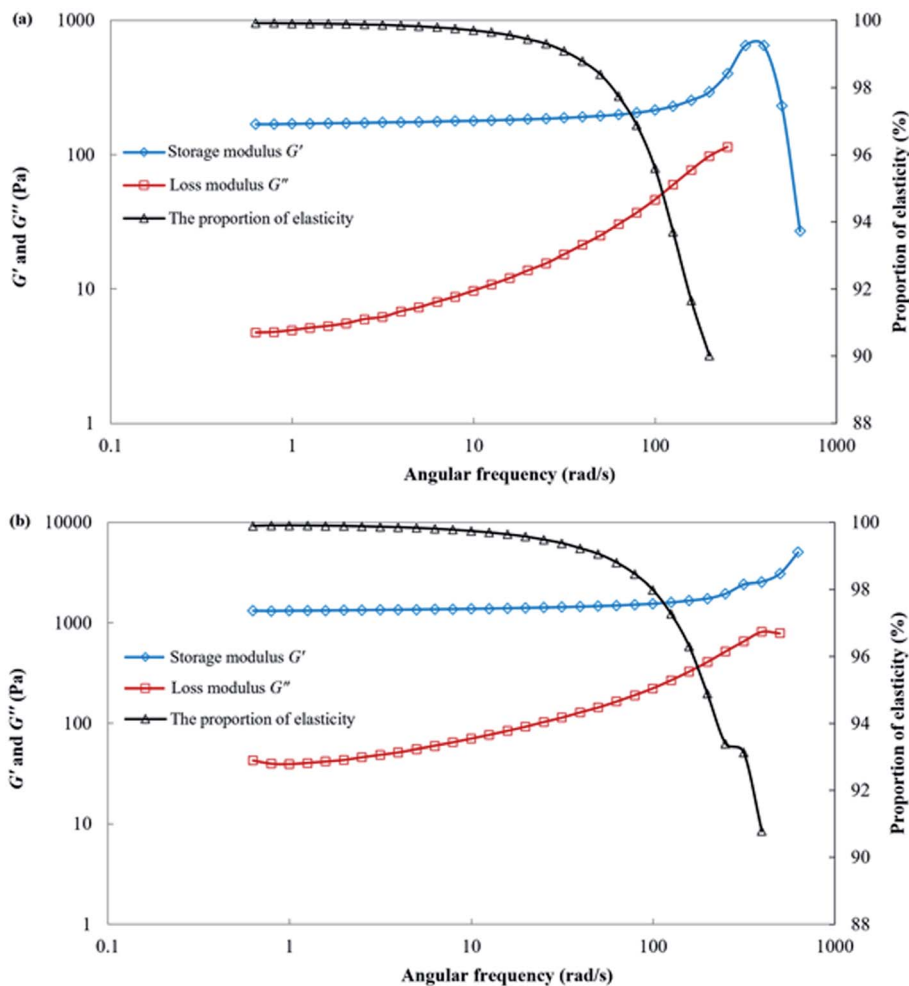 (a)
1000
100
10
1
G′ and G″ (Pa)
100
98
96
94
92
90
88
Proportion of elasticity (%)
Storage modulus G′
Loss modulus G″
The proportion of elasticity
0.1 1 10 100 1000
Angular frequency (rad/s)
(b)
10000
1000
100
10
1
G′ and G″ (Pa)
100
98
96
94
92
90
88
Proportion of elasticity (%)
Storage modulus G′
Loss modulus G″
The proportion of elasticity
0.1 1 10 100 1000
Angular frequency (rad/s)